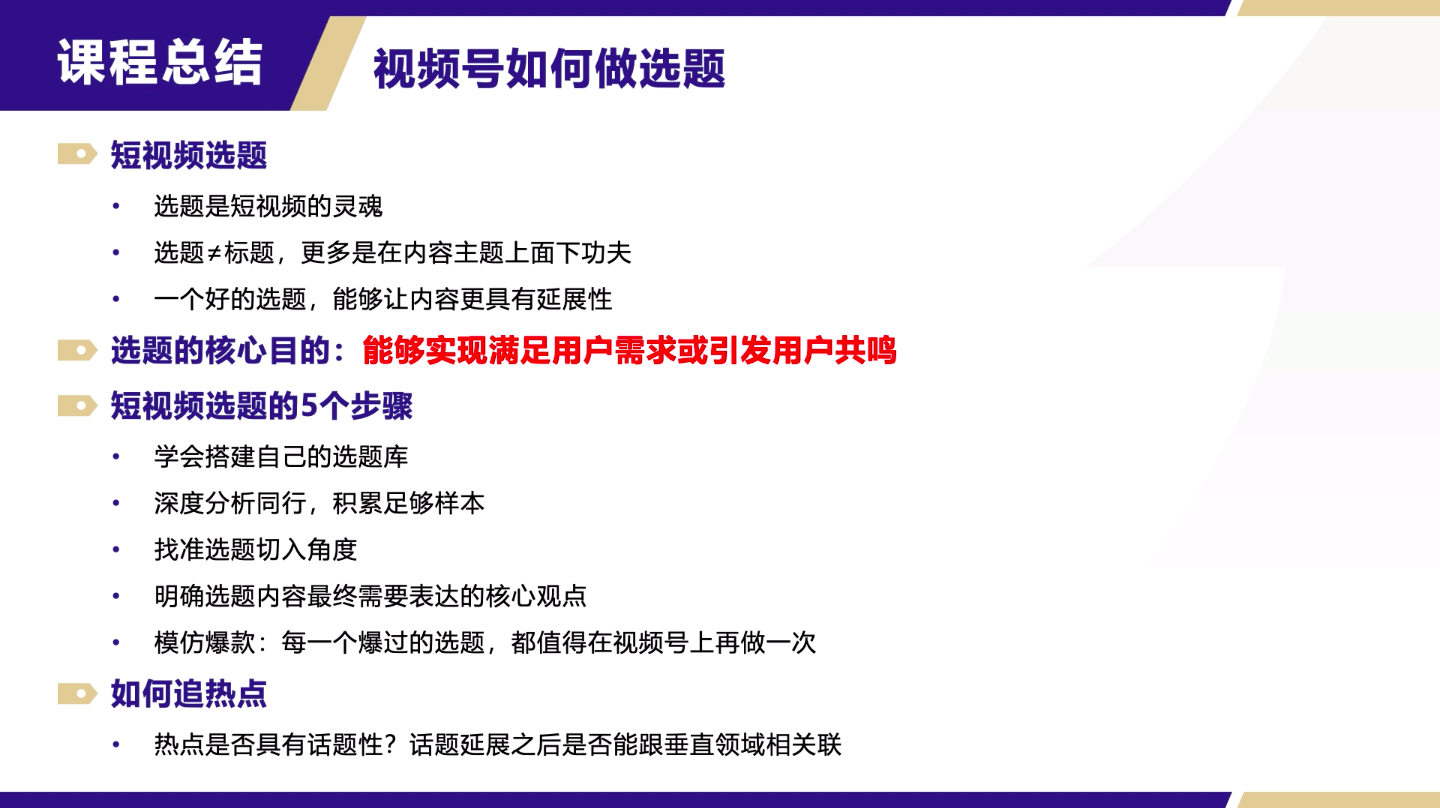 课程总结
视频号如何做选题
短视频选题
• 选题是短视频的灵魂
• 选题≠标题，更多是在内容主题上面下功夫
• 一个好的选题，能够让内容更具有延展性
选题的核心目的：能够实现满足用户需求或引发用户共鸣
短视频选题的5个步骤
• 学会搭建自己的选题库
• 深度分析同行，积累足够样本
• 找准选题切入角度
• 明确选题内容最终需要表达的核心观点
• 模仿爆款：每一个爆过的选题，都值得在视频号上再做一次
如何追热点
• 热点是否具有话题性？话题延展之后是否能跟垂直领域相关联